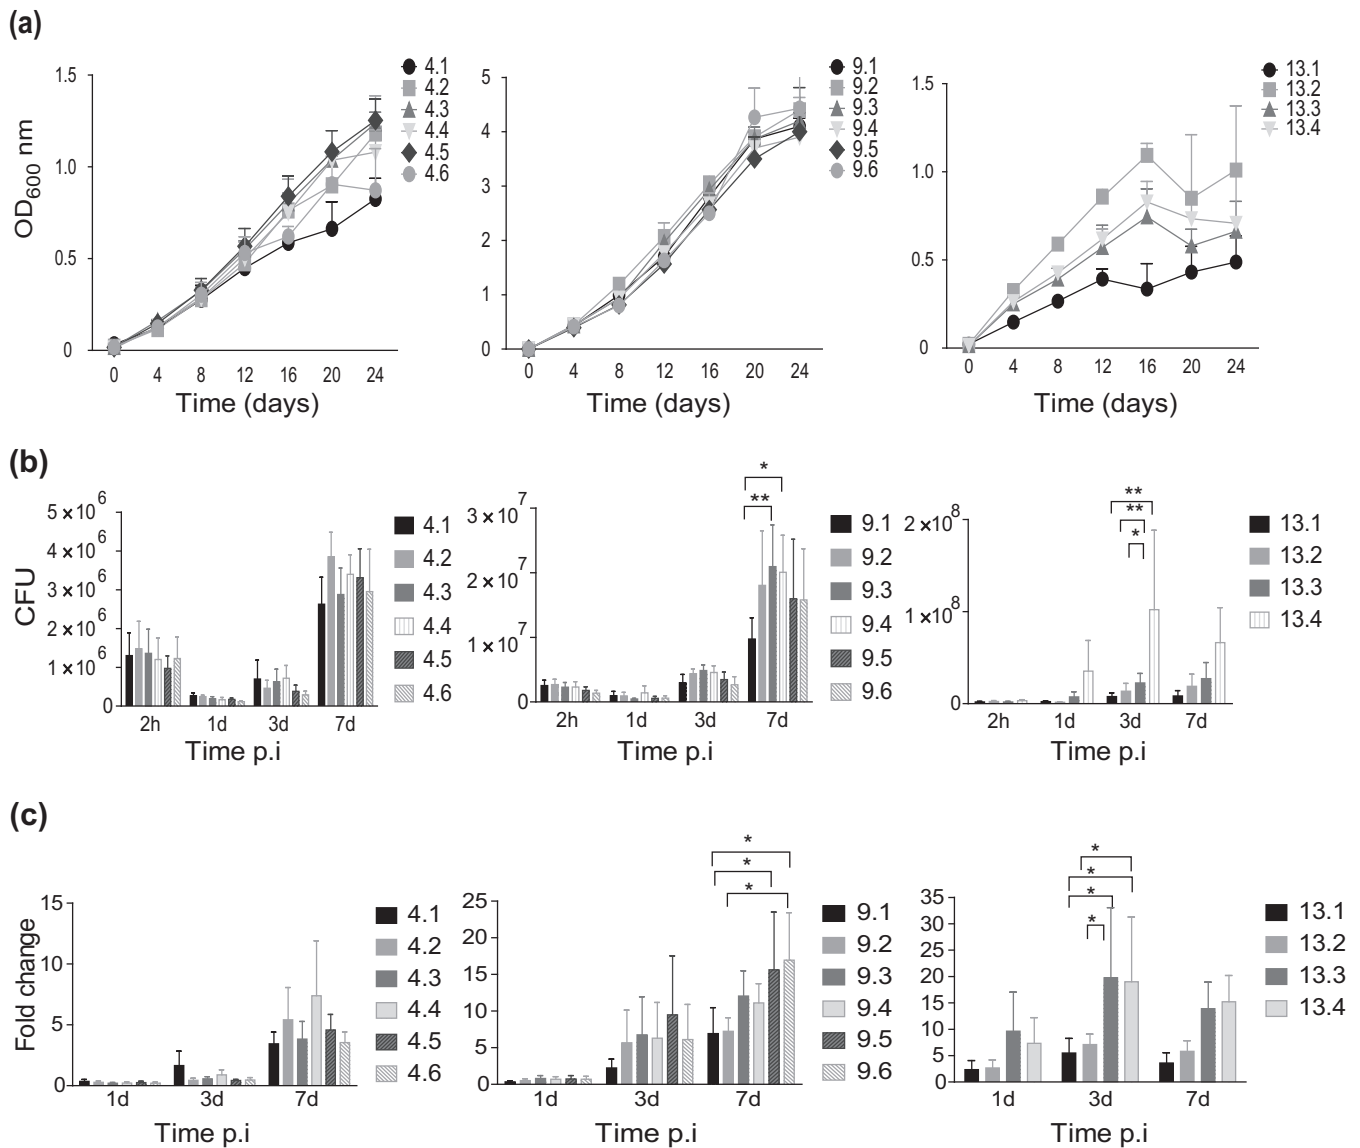 (a)
OD600 nm
1.5
1.0
0.5
0
0 4 8 12 16 20 24
Time (days)
4.1
4.2
4.3
4.4
4.5
4.6
5
4
3
2
1
0
0 4 8 12 16 20 24
Time (days)
9.1
9.2
9.3
9.4
9.5
9.6
1.5
1.0
0.5
0
0 4 8 12 16 20 24
Time (days)
13.1
13.2
13.3
13.4
(b)
CFU
5 × 10^6
4 × 10^6
3 × 10^6
2 × 10^6
1 × 10^6
0
2h 1d 3d 7d
Time p.i
4.1
4.2
4.3
4.4
4.5
4.6
3 × 10^7
2 × 10^7
1 × 10^7
0
*
**
2h 1d 3d 7d
Time p.i
9.1
9.2
9.3
9.4
9.5
9.6
2 × 10^8
1 × 10^8
0
**
**
*
2h 1d 3d 7d
Time p.i
13.1
13.2
13.3
13.4
(c)
Fold change
15
10
5
0
1d 3d 7d
Time p.i
4.1
4.2
4.3
4.4
4.5
4.6
25
20
15
10
5
0
*
*
*
1d 3d 7d
Time p.i
9.1
9.2
9.3
9.4
9.5
9.6
35
30
25
20
15
10
5
0
*
*
*
*
1d 3d 7d
Time p.i
13.1
13.2
13.3
13.4